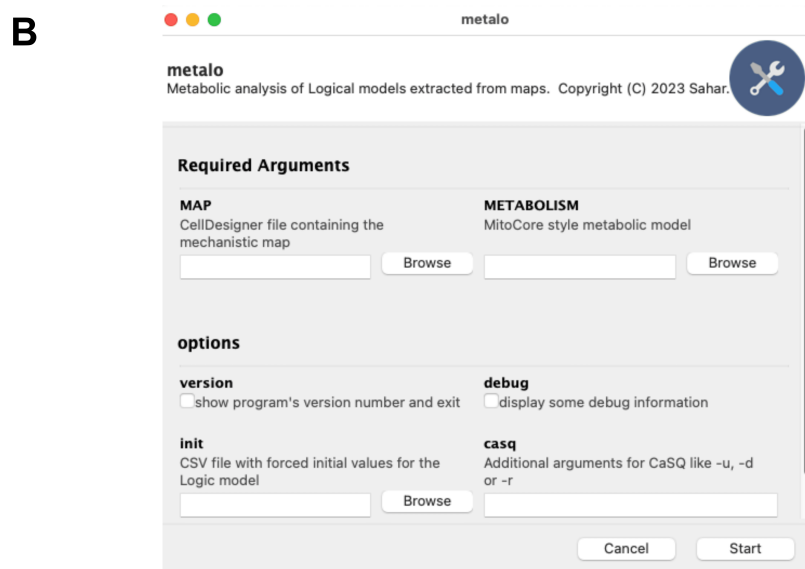 B
metalo
metalo
Metabolic analysis of Logical models extracted from maps. Copyright (C) 2023 Sahar.
Required Arguments
MAP
CellDesigner file containing the
mechanistic map
Browse
METABOLISM
MitoCore style metabolic model
Browse
options
version
show program's version number and exit
debug
display some debug information
init
CSV file with forced initial values for the
Logic model
Browse
casq
Additional arguments for CaSQ like -u, -d
or -r
Cancel
Start